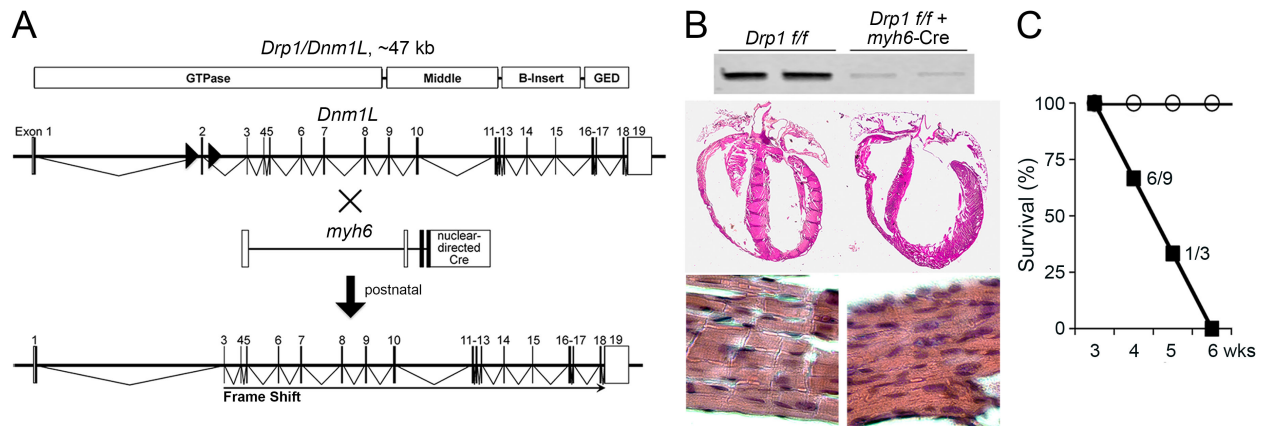 A
Drp1/Dnm1L, ~47 kb
GTPase Middle B-Insert GED
Dnm1L
Exon 1 2 3 45 6 7 8 9 10 11-13 14 15 16-17 18 19
myh6
nuclear-
directed
Cre
postnatal
1 3 45 6 7 8 9 10 11-13 14 15 16-17 18 19
Frame Shift
B
Drp1 f/f
Drp1 f/f +
myh6-Cre
C
Survival (%)
100
75
50
25
0
6/9
1/3
3 4 5 6 wks